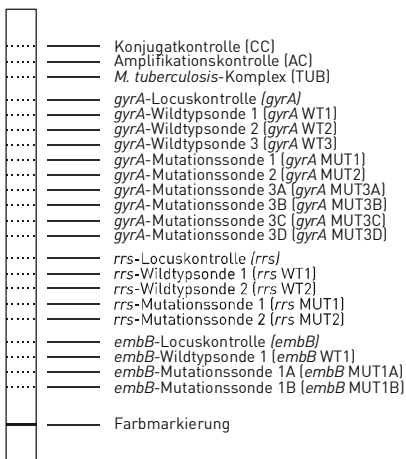 Konjugatkontrolle (CC)
Amplifikationskontrolle (AC)
M. tuberculosis-Komplex (TUB)
gyrA-Locuskontrolle (gyrA)
gyrA-Wildtypsonde 1 (gyrA WT1)
gyrA-Wildtypsonde 2 (gyrA WT2)
gyrA-Wildtypsonde 3 (gyrA WT3)
gyrA-Mutationssonde 1 (gyrA MUT1)
gyrA-Mutationssonde 2 (gyrA MUT2)
gyrA-Mutationssonde 3A (gyrA MUT3A)
gyrA-Mutationssonde 3B (gyrA MUT3B)
gyrA-Mutationssonde 3C (gyrA MUT3C)
gyrA-Mutationssonde 3D (gyrA MUT3D)
rrs-Locuskontrolle (rrs)
rrs-Wildtypsonde 1 (rrs WT1)
rrs-Wildtypsonde 2 (rrs WT2)
rrs-Mutationssonde 1 (rrs MUT1)
rrs-Mutationssonde 2 (rrs MUT2)
embB-Locuskontrolle (embB)
embB-Wildtypsonde 1 (embB WT1)
embB-Mutationssonde 1A (embB MUT1A)
embB-Mutationssonde 1B (embB MUT1B)
Farbmarkierung